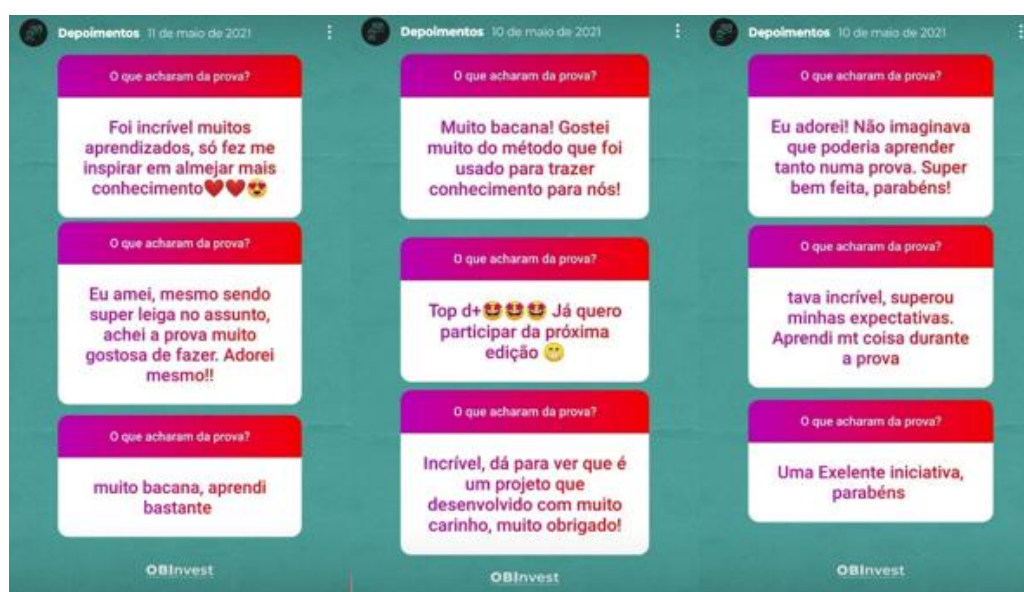 Depoimentos 11 de maio de 2021
O que acharam da prova?
Foi incrível muitos
aprendizados, só fez me
inspirar em almejar mais
conhecimento❤️❤️😍
O que acharam da prova?
Eu amei, mesmo sendo
super leiga no assunto,
achei a prova muito
gostosa de fazer. Adorei
mesmo!!
O que acharam da prova?
muito bacana, aprendi
bastante
OBInvest
Depoimentos 10 de maio de 2021
O que acharam da prova?
Muito bacana! Gostei
muito do método que foi
usado para trazer
conhecimento para nós!
O que acharam da prova?
Top d+🤩🤩🤩 Já quero
participar da próxima
edição 😁
O que acharam da prova?
Incrível, dá para ver que é
um projeto que
desenvolvido com muito
carinho, muito obrigado!
OBInvest
Depoimentos 10 de maio de 2021
O que acharam da prova?
Eu adorei! Não imaginava
que poderia aprender
tanto numa prova. Super
bem feita, parabéns!
O que acharam da prova?
tava incrível, superou
minhas expectativas.
Aprendi mt coisa durante
a prova
O que acharam da prova?
Uma Exelente iniciativa,
parabéns
OBInvest